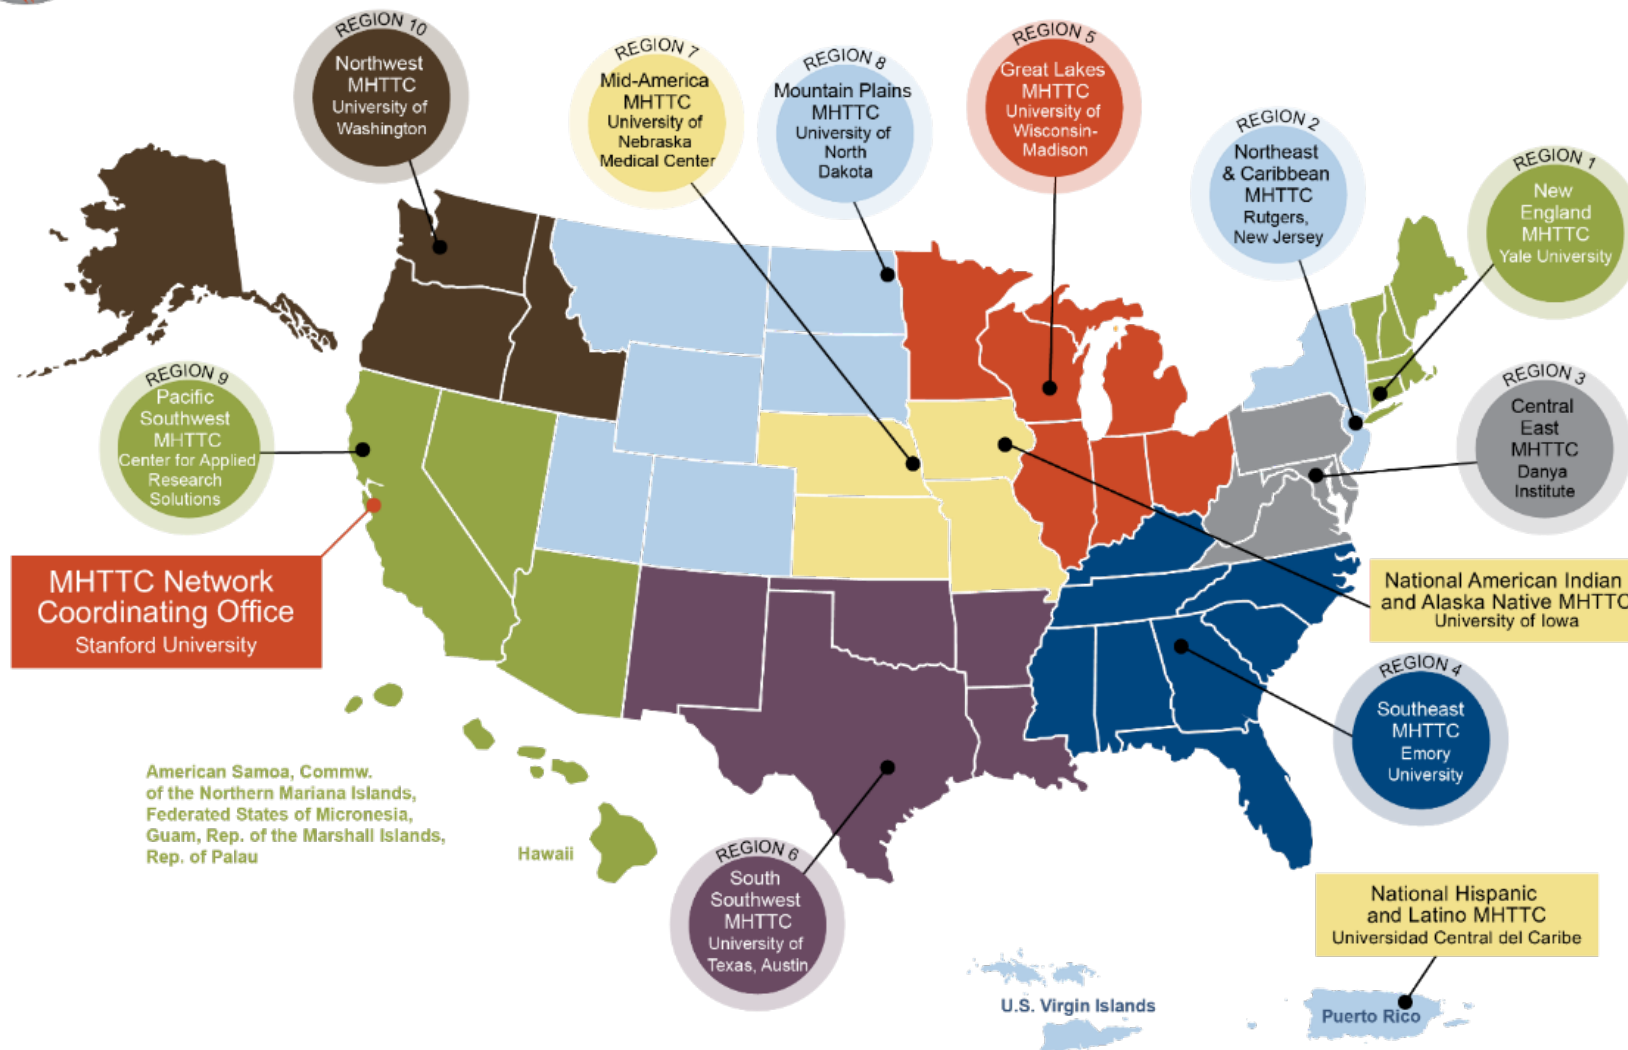 REGION 10
Northwest
MHTTC
University of
Washington
REGION 7
Mid-America
MHTTC
University of
Nebraska
Medical Center
REGION 8
Mountain Plains
MHTTC
University of
North
Dakota
REGION 5
Great Lakes
MHTTC
University of
Wisconsin-
Madison
REGION 2
Northeast
& Caribbean
MHTTC
Rutgers,
New Jersey
REGION 1
New
England
MHTTC
Yale University
REGION 9
Pacific
Southwest
MHTTC
Center for Applied
Research
Solutions
REGION 3
Central
East
MHTTC
Danya
Institute
MHTTC Network
Coordinating Office
Stanford University
National American Indian
and Alaska Native MHTTC
University of Iowa
REGION 4
Southeast
MHTTC
Emory
University
American Samoa, Commw.
of the Northern Mariana Islands,
Federated States of Micronesia,
Guam, Rep. of the Marshall Islands,
Rep. of Palau
Hawaii
REGION 6
South
Southwest
MHTTC
University of
Texas, Austin
National Hispanic
and Latino MHTTC
Universidad Central del Caribe
U.S. Virgin Islands
Puerto Rico